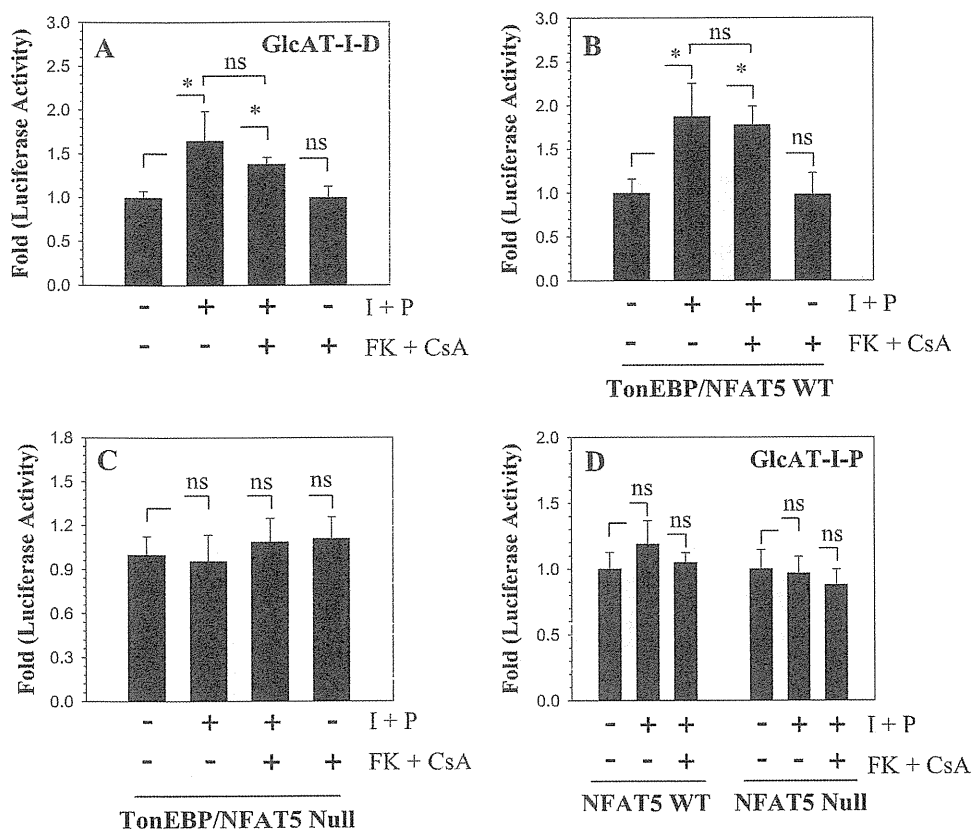 A
GlcAT-I-D
Fold (Luciferase Activity)
3.0
2.5
2.0
1.5
1.0
0.5
0.0
*
ns
*
ns
- + + - I + P
- - + + FK + CsA
B
Fold (Luciferase Activity)
3.0
2.5
2.0
1.5
1.0
0.5
0.0
*
ns
*
ns
- + + - I + P
- - + + FK + CsA
TonEBP/NFAT5 WT
C
Fold (Luciferase Activity)
1.8
1.5
1.2
0.9
0.6
0.3
0.0
ns ns ns
- + + - I + P
- - + + FK + CsA
TonEBP/NFAT5 Null
D
GlcAT-I-P
Fold (Luciferase Activity)
2.0
1.5
1.0
0.5
0.0
ns
ns
ns
ns
- + + - + + I + P
- - + - - + FK + CsA
NFAT5 WT NFAT5 Null